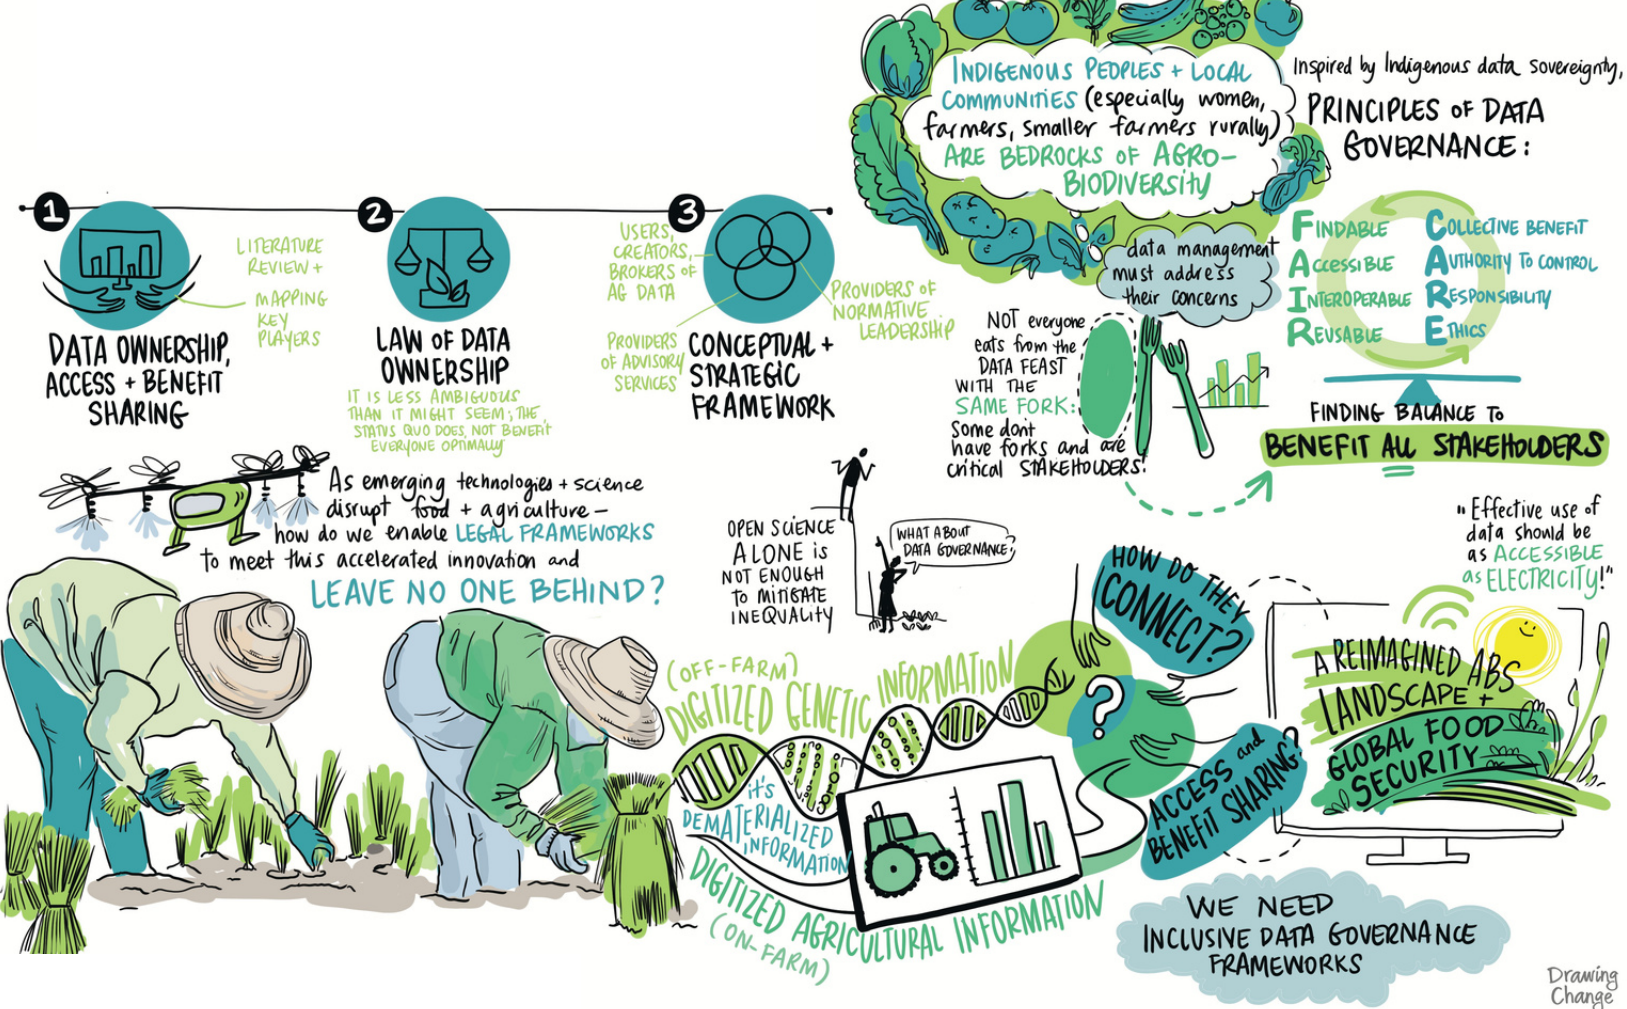 1
DATA OWNERSHIP,
ACCESS + BENEFIT
SHARING
LITERATURE
REVIEW +
MAPPING
KEY
PLAYERS
2
LAW OF DATA
OWNERSHIP
IT IS LESS AMBIGUOUS
THAN IT MIGHT SEEM; THE
STATUS QUO DOES NOT BENEFIT
EVERYONE OPTIMALLY
3
CONCEPTUAL +
STRATEGIC
FRAMEWORK
USERS,
CREATORS,
BROKERS OF
AG DATA
PROVIDERS
OF ADVISORY
SERVICES
PROVIDERS OF
NORMATIVE
LEADERSHIP
INDIGENOUS PEOPLES + LOCAL
COMMUNITIES (especially women,
farmers, smaller farmers rurally)
ARE BEDROCKS OF AGRO-
BIODIVERSITY
data management
must address
their concerns
Inspired by Indigenous data sovereignty,
PRINCIPLES OF DATA
GOVERNANCE:
FINDABLE
ACCESSIBLE
INTEROPERABLE
REUSABLE
COLLECTIVE BENEFIT
AUTHORITY TO CONTROL
RESPONSIBILITY
ETHICS
FINDING BALANCE TO
BENEFIT ALL STAKEHOLDERS
NOT everyone
eats from the
DATA FEAST
WITH THE
SAME FORK:
Some don't
have forks and are
critical STAKEHOLDERS!
As emerging technologies + science
disrupt food + agriculture -
how do we enable LEGAL FRAMEWORKS
to meet this accelerated innovation and
LEAVE NO ONE BEHIND?
OPEN SCIENCE
ALONE is
NOT ENOUGH
TO MITIGATE
INEQUALITY
WHAT ABOUT
DATA GOVERNANCE?
(OFF-FARM)
DIGITIZED GENETIC INFORMATION
it's
DEMATERIALIZED
INFORMATION
DIGITIZED AGRICULTURAL INFORMATION
(ON-FARM)
HOW DO THEY
CONNECT?
?
ACCESS and
BENEFIT SHARING?
"Effective use of
data should be
as ACCESSIBLE
as ELECTRICITY!"
A REIMAGINED ABS
LANDSCAPE +
GLOBAL FOOD
SECURITY
WE NEED
INCLUSIVE DATA GOVERNANCE
FRAMEWORKS
Drawing
Change